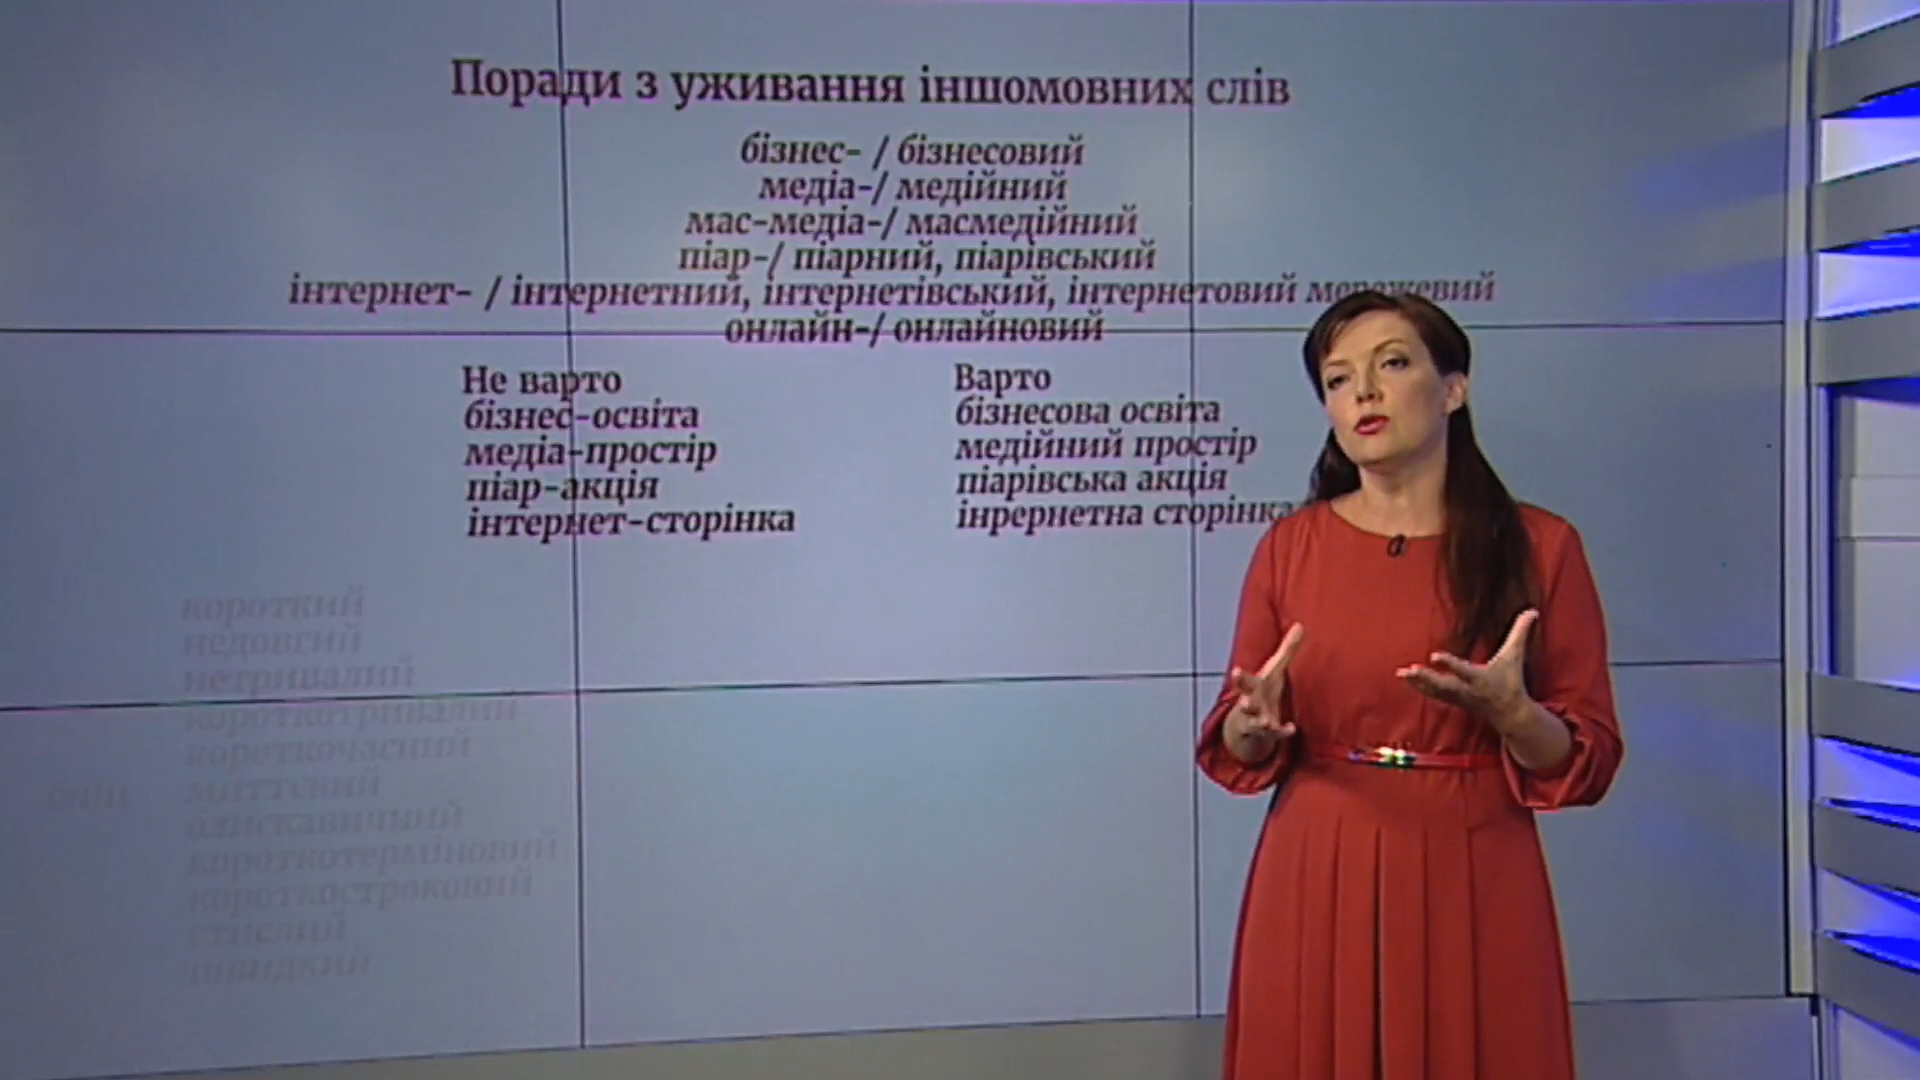 Поради з уживання іншомовних слів
бізнес- / бізнесовий
медіа-/ медійний
мас-медіа-/ масмедійний
піар-/ піарний, піарівський
інтернет- / інтернетний, інтернетівський, інтернетовий мережевий
онлайн-/ онлайновий
Не варто
бізнес-освіта
медіа-простір
піар-акція
інтернет-сторінка
Варто
бізнесова освіта
медійний простір
піарівська акція
інрернетна сторінка
короткий
недовгий
нетривалий
короткотривалий
короткочасний
бліц
миттєвий
блискавичний
короткотерміновий
короткостроковий
стислий
швидкий